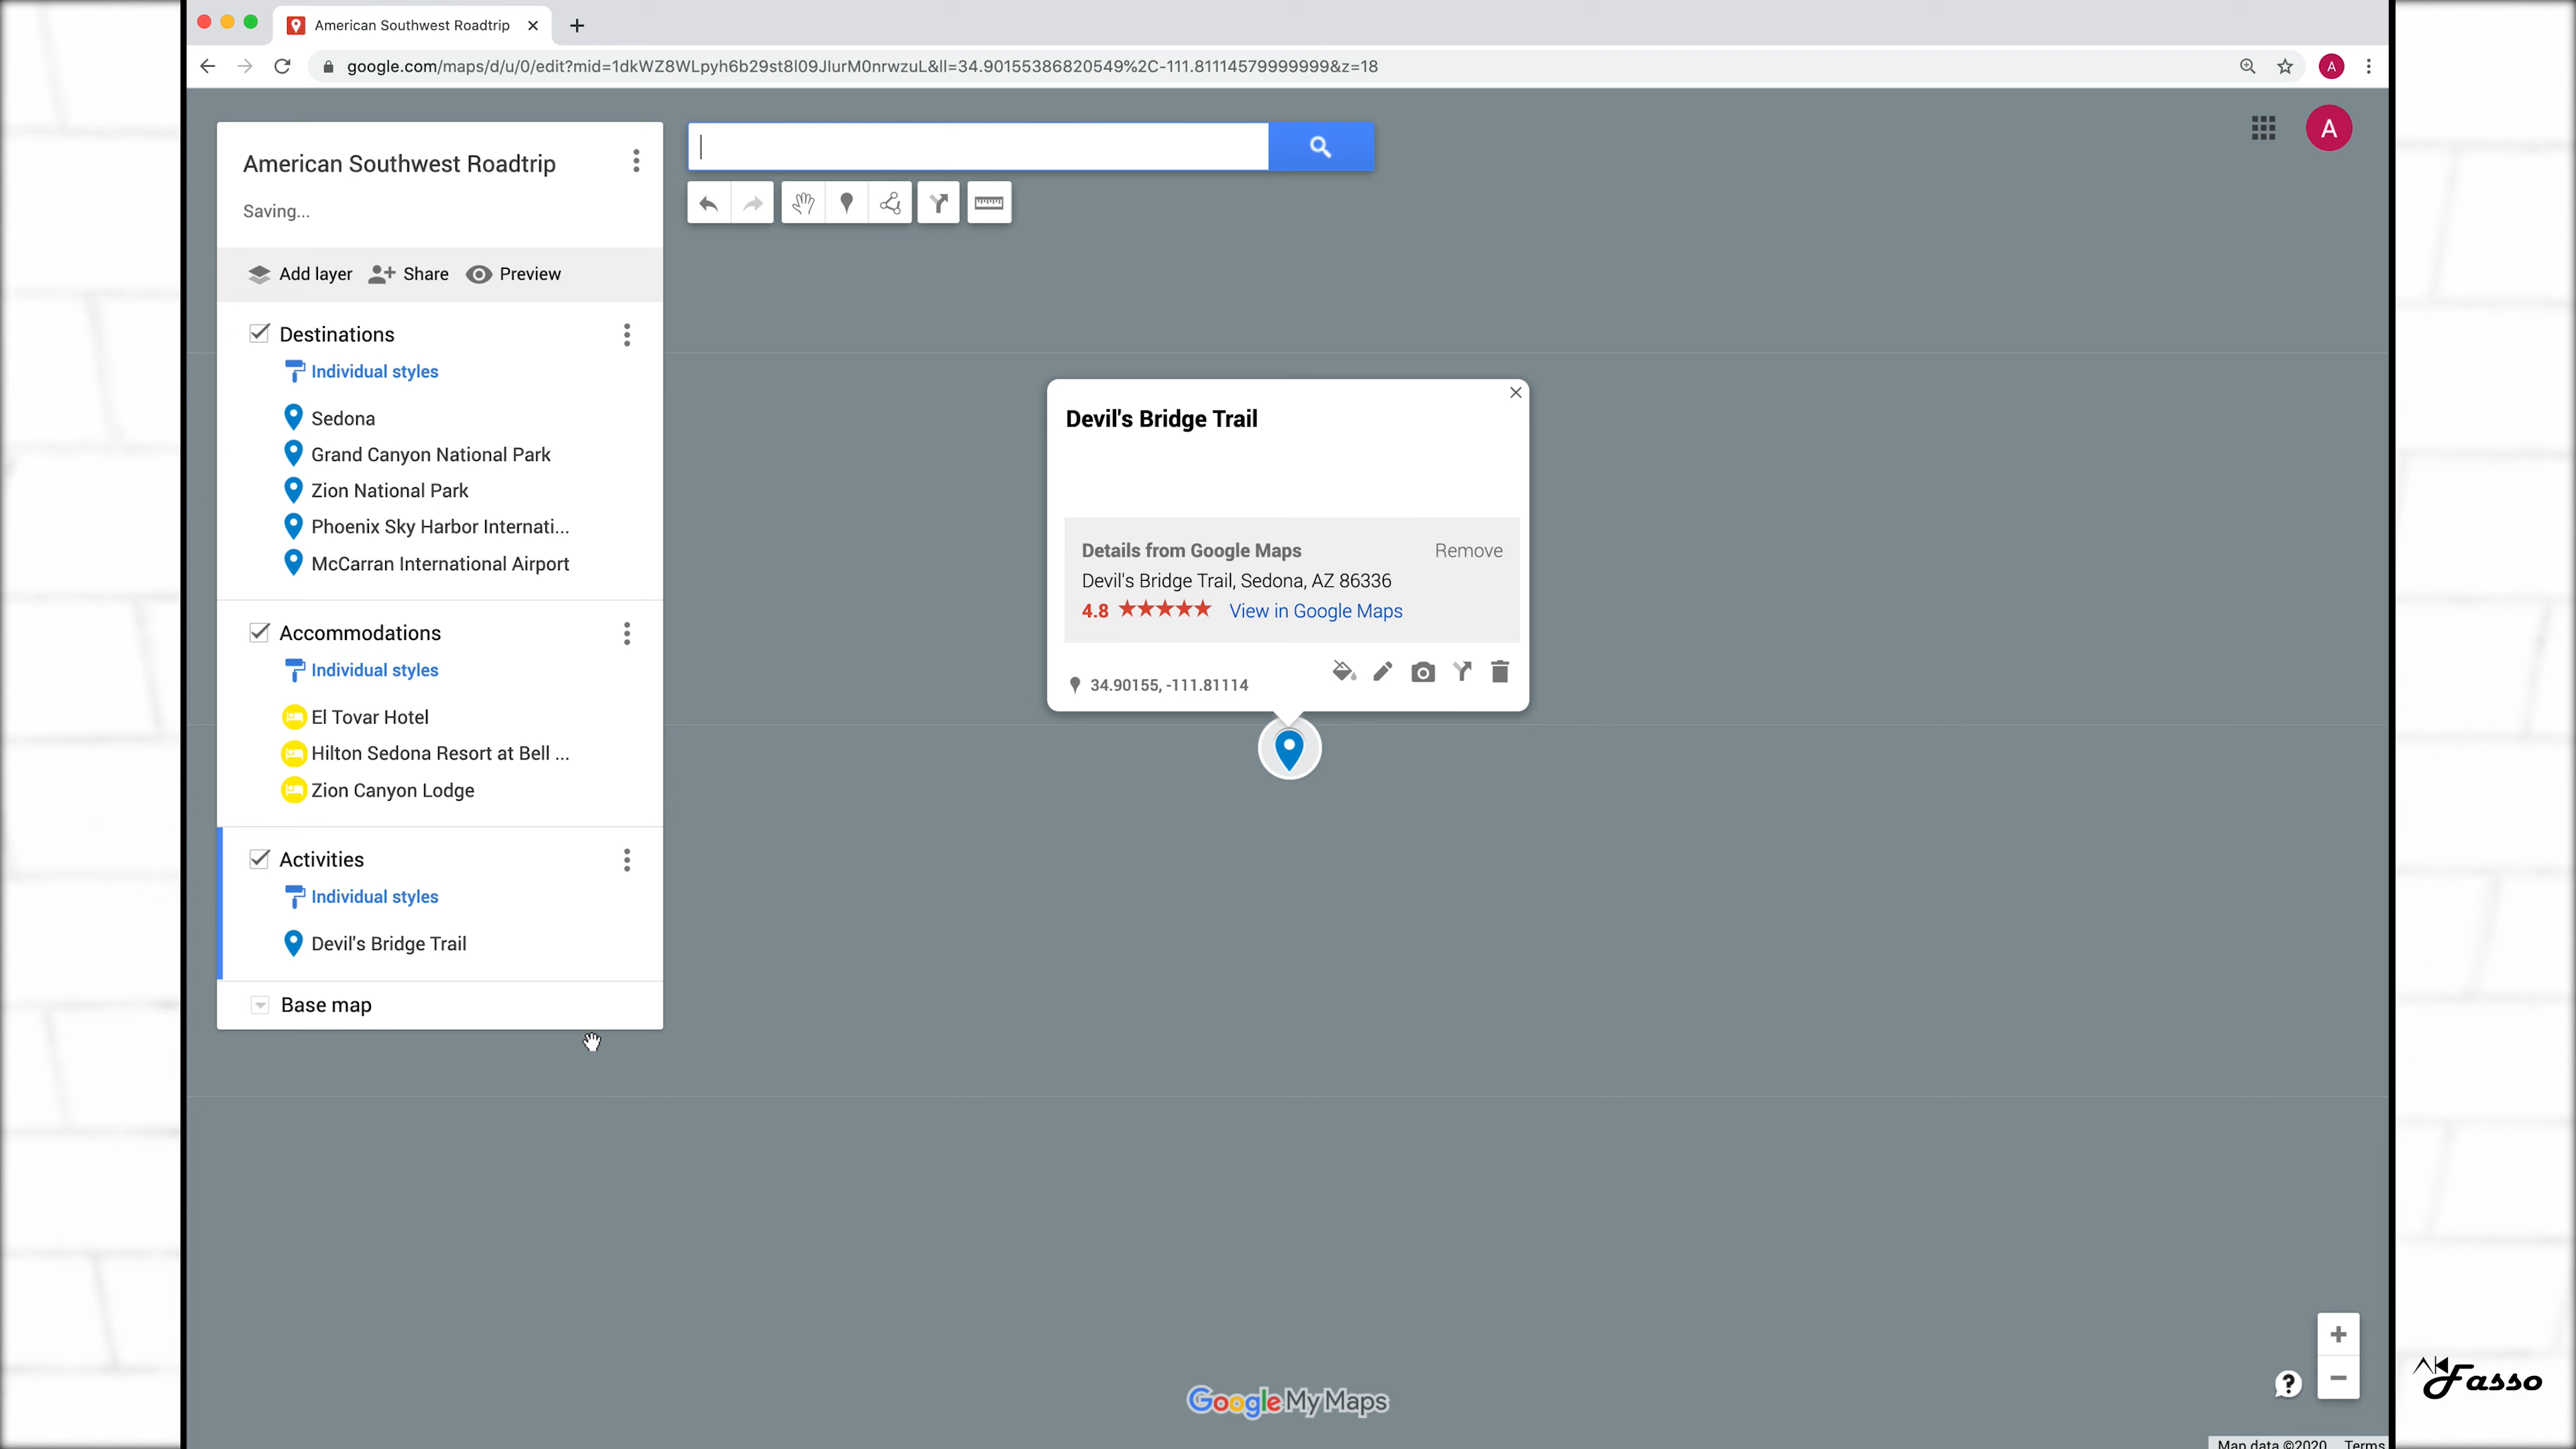 American Southwest Roadtrip
google.com/maps/d/u/0/edit?mid=1dkWZ8WLpyh6b29st8l09JlurM0nrwzuL&ll=34.90155386820549%2C-111.81114579999999&z=18
A
American Southwest Roadtrip
Saving...
A
Add layer Share Preview
Destinations
Individual styles
Sedona
Grand Canyon National Park
Zion National Park
Phoenix Sky Harbor Internati...
McCarran International Airport
Accommodations
Individual styles
El Tovar Hotel
Hilton Sedona Resort at Bell ...
Zion Canyon Lodge
Activities
Individual styles
Devil's Bridge Trail
Base map
Devil's Bridge Trail
Details from Google Maps Remove
Devil's Bridge Trail, Sedona, AZ 86336
4.8 ★★★★★ View in Google Maps
34.90155, -111.81114
Google My Maps
?
Fasso
Map data ©2020 Terms